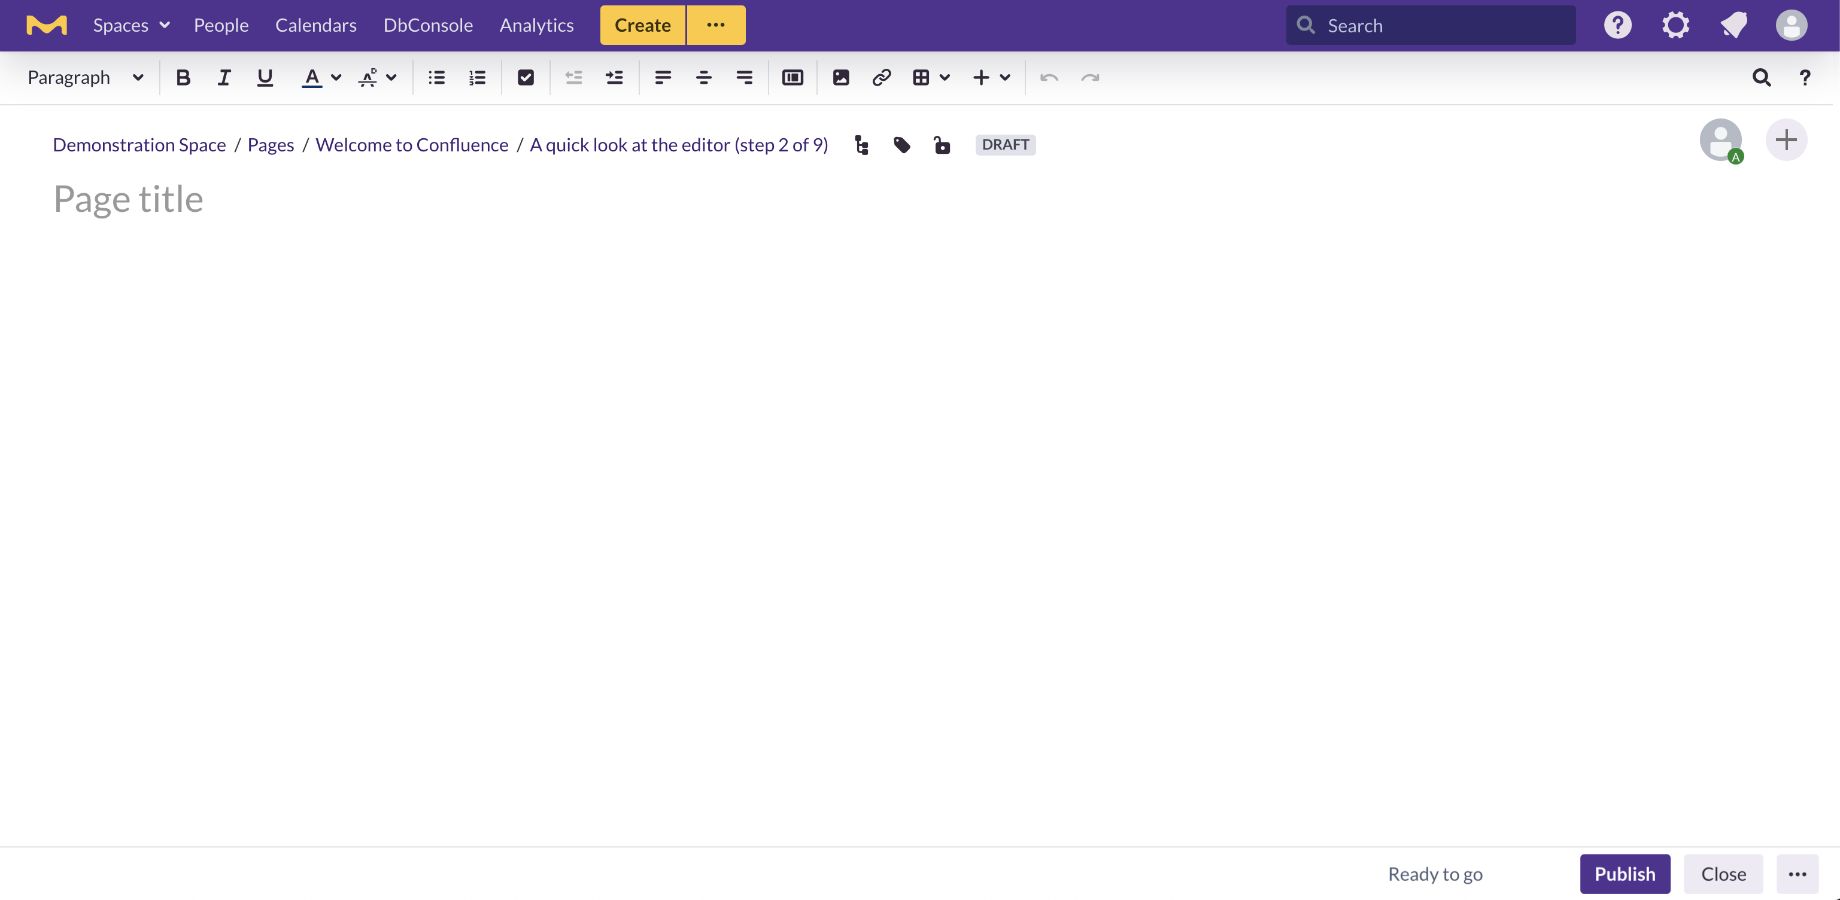 Spaces People Calendars DbConsole Analytics Create ··· Search
Paragraph B I U A
Demonstration Space / Pages / Welcome to Confluence / A quick look at the editor (step 2 of 9) DRAFT A
Page title
Ready to go Publish Close ···